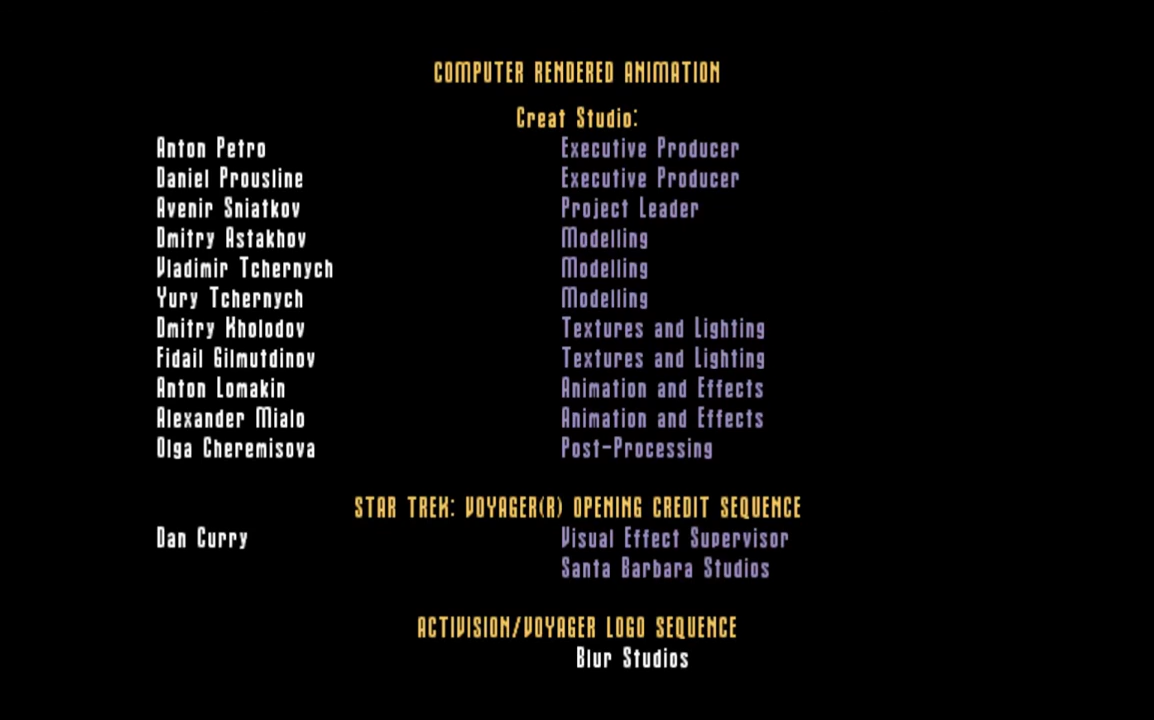 COMPUTER RENDERED ANIMATION
Creat Studio:
Anton Petro Executive Producer
Daniel Prousline Executive Producer
Avenir Sniatkov Project Leader
Dmitry Astakhov Modelling
Vladimir Tchernych Modelling
Yury Tchernych Modelling
Dmitry Kholodov Textures and Lighting
Fidail Gilmutdinov Textures and Lighting
Anton Lomakin Animation and Effects
Alexander Mialo Animation and Effects
Olga Cheremisova Post-Processing
STAR TREK: VOYAGER(R) OPENING CREDIT SEQUENCE
Dan Curry Visual Effect Supervisor
Santa Barbara Studios
ACTIVISION/VOYAGER LOGO SEQUENCE
Blur Studios